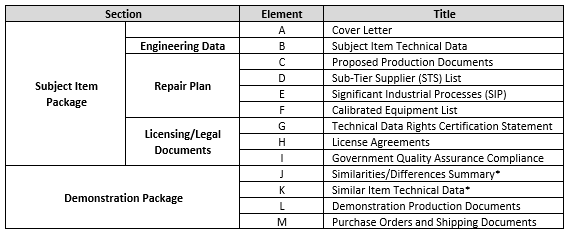 Section Element Title
A Cover Letter
Engineering Data B Subject Item Technical Data
Subject Item Package
Repair Plan
C Proposed Production Documents
D Sub-Tier Supplier (STS) List
E Significant Industrial Processes (SIP)
F Calibrated Equipment List
Licensing/Legal
Documents
G Technical Data Rights Certification Statement
H License Agreements
I Government Quality Assurance Compliance
Demonstration Package
J Similarities/Differences Summary*
K Similar Item Technical Data*
L Demonstration Production Documents
M Purchase Orders and Shipping Documents